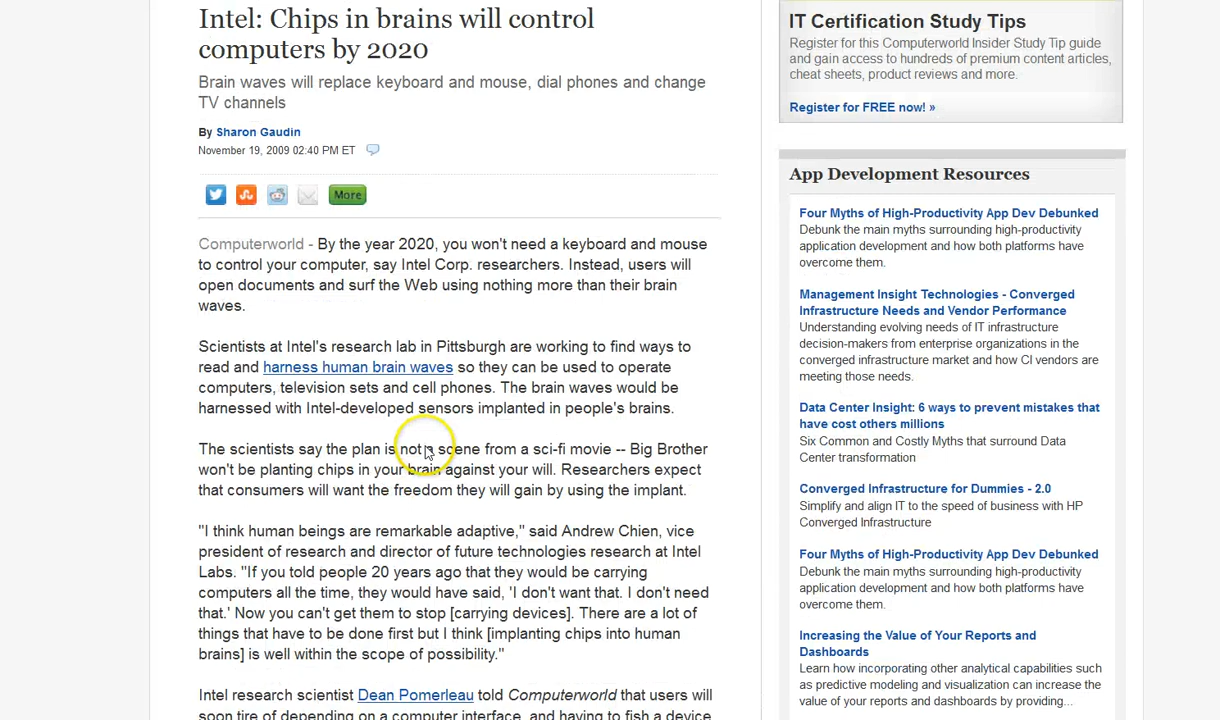 Intel: Chips in brains will control
computers by 2020
Brain waves will replace keyboard and mouse, dial phones and change
TV channels
By Sharon Gaudin
November 19, 2009 02:40 PM ET
More
Computerworld - By the year 2020, you won't need a keyboard and mouse
to control your computer, say Intel Corp. researchers. Instead, users will
open documents and surf the Web using nothing more than their brain
waves.
Scientists at Intel's research lab in Pittsburgh are working to find ways to
read and harness human brain waves so they can be used to operate
computers, television sets and cell phones. The brain waves would be
harnessed with Intel-developed sensors implanted in people's brains.
The scientists say the plan is not a scene from a sci-fi movie -- Big Brother
won't be planting chips in your brain against your will. Researchers expect
that consumers will want the freedom they will gain by using the implant.
"I think human beings are remarkable adaptive," said Andrew Chien, vice
president of research and director of future technologies research at Intel
Labs. "If you told people 20 years ago that they would be carrying
computers all the time, they would have said, 'I don't want that. I don't need
that.' Now you can't get them to stop [carrying devices]. There are a lot of
things that have to be done first but I think [implanting chips into human
brains] is well within the scope of possibility."
Intel research scientist Dean Pomerleau told Computerworld that users will
soon tire of depending on a computer interface, and having to fish a device
IT Certification Study Tips
Register for this Computerworld Insider Study Tip guide
and gain access to hundreds of premium content articles,
cheat sheets, product reviews and more.
Register for FREE now! »
App Development Resources
Four Myths of High-Productivity App Dev Debunked
Debunk the main myths surrounding high-productivity
application development and how both platforms have
overcome them.
Management Insight Technologies - Converged
Infrastructure Needs and Vendor Performance
Understanding evolving needs of IT infrastructure
decision-makers from enterprise organizations in the
converged infrastructure market and how CI vendors are
meeting those needs.
Data Center Insight: 6 ways to prevent mistakes that
have cost others millions
Six Common and Costly Myths that surround Data
Center transformation
Converged Infrastructure for Dummies - 2.0
Simplify and align IT to the speed of business with HP
Converged Infrastructure
Four Myths of High-Productivity App Dev Debunked
Debunk the main myths surrounding high-productivity
application development and how both platforms have
overcome them.
Increasing the Value of Your Reports and
Dashboards
Learn how incorporating other analytical capabilities such
as predictive modeling and visualization can increase the
value of your reports and dashboards by providing...